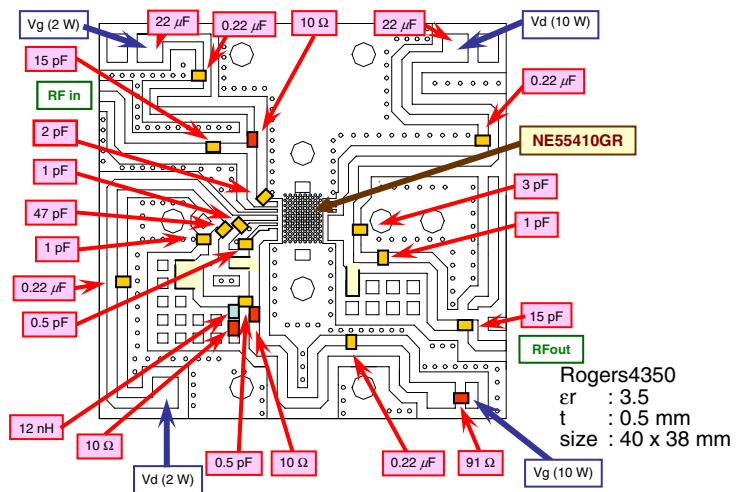 Vg (2 W)
22 μF
0.22 μF
10 Ω
22 μF
Vd (10 W)
15 pF
RF in
0.22 μF
2 pF
NE55410GR
1 pF
3 pF
47 pF
1 pF
1 pF
0.22 μF
0.5 pF
15 pF
RFout
Rogers4350
εr : 3.5
t : 0.5 mm
size : 40 x 38 mm
12 nH
10 Ω
0.5 pF
10 Ω
0.22 μF
91 Ω
Vg (10 W)
Vd (2 W)